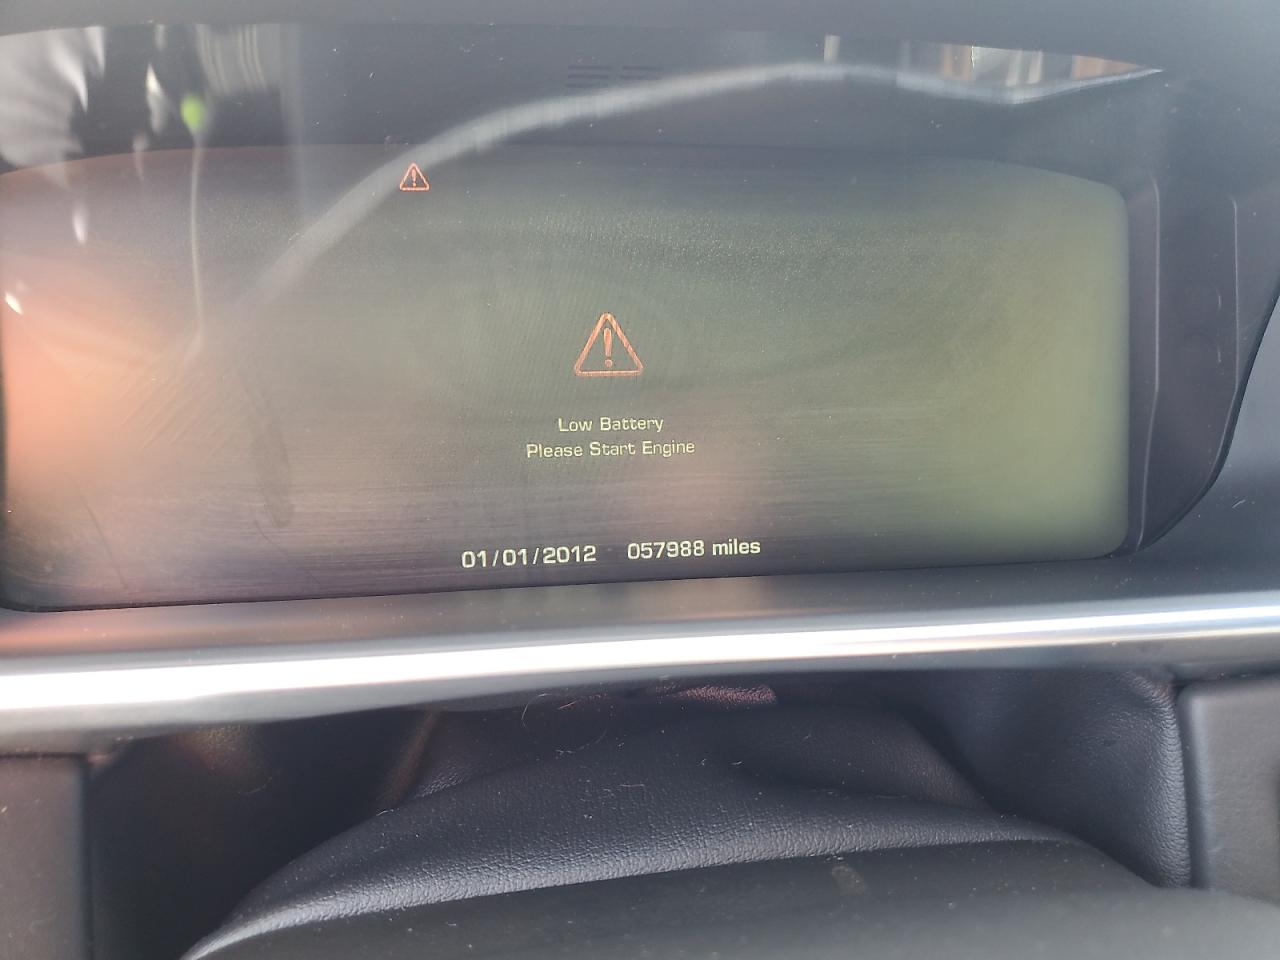 Low Battery
Please Start Engine
01/01/2012 057988 miles